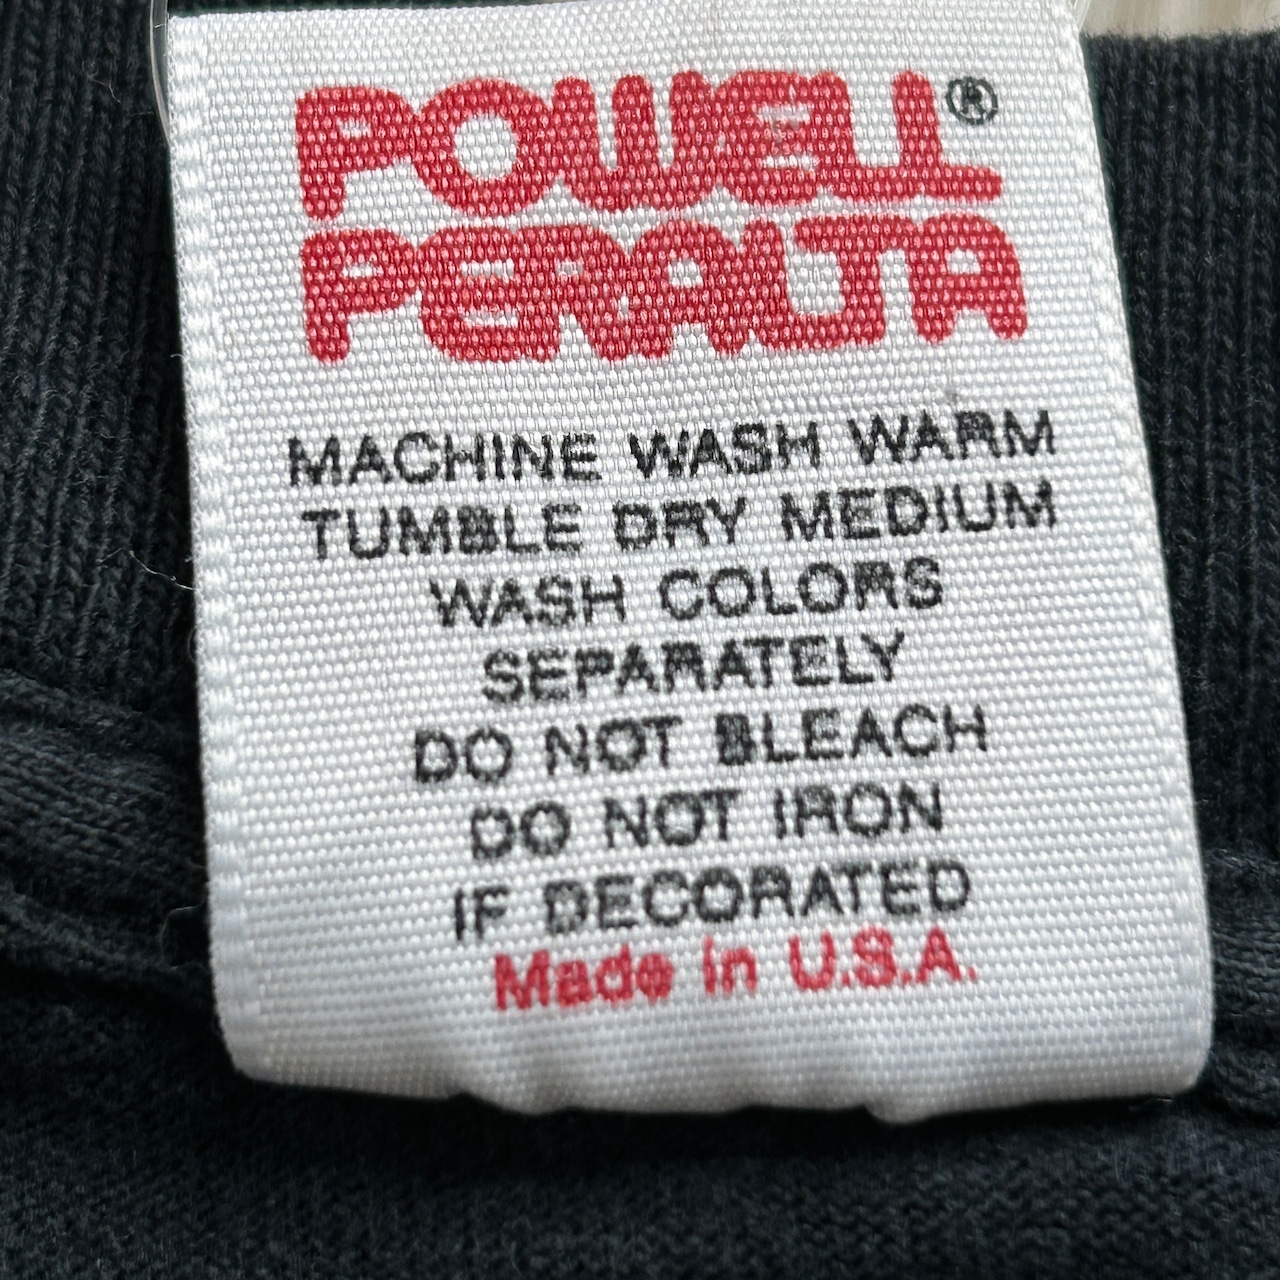 POWELL®
PERALTA
MACHINE WASH WARM
TUMBLE DRY MEDIUM
WASH COLORS
SEPARATELY
DO NOT BLEACH
DO NOT IRON
IF DECORATED
Made in U.S.A.